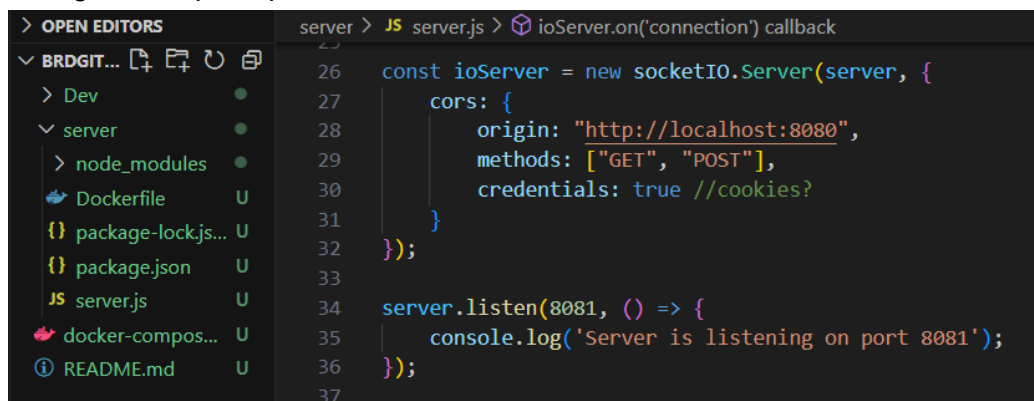 OPEN EDITORS
BRDGIT...
Dev
server
node_modules
Dockerfile U
{} package-lock.js... U
{} package.json U
JS server.js U
docker-compos... U
README.md U
server > JS server.js > ioServer.on('connection') callback
26 const ioServer = new socketIO.Server(server, {
27 cors: {
28 origin: "http://localhost:8080",
29 methods: ["GET", "POST"],
30 credentials: true //cookies?
31 }
32 });
33
34 server.listen(8081, () => {
35 console.log('Server is listening on port 8081');
36 });
37